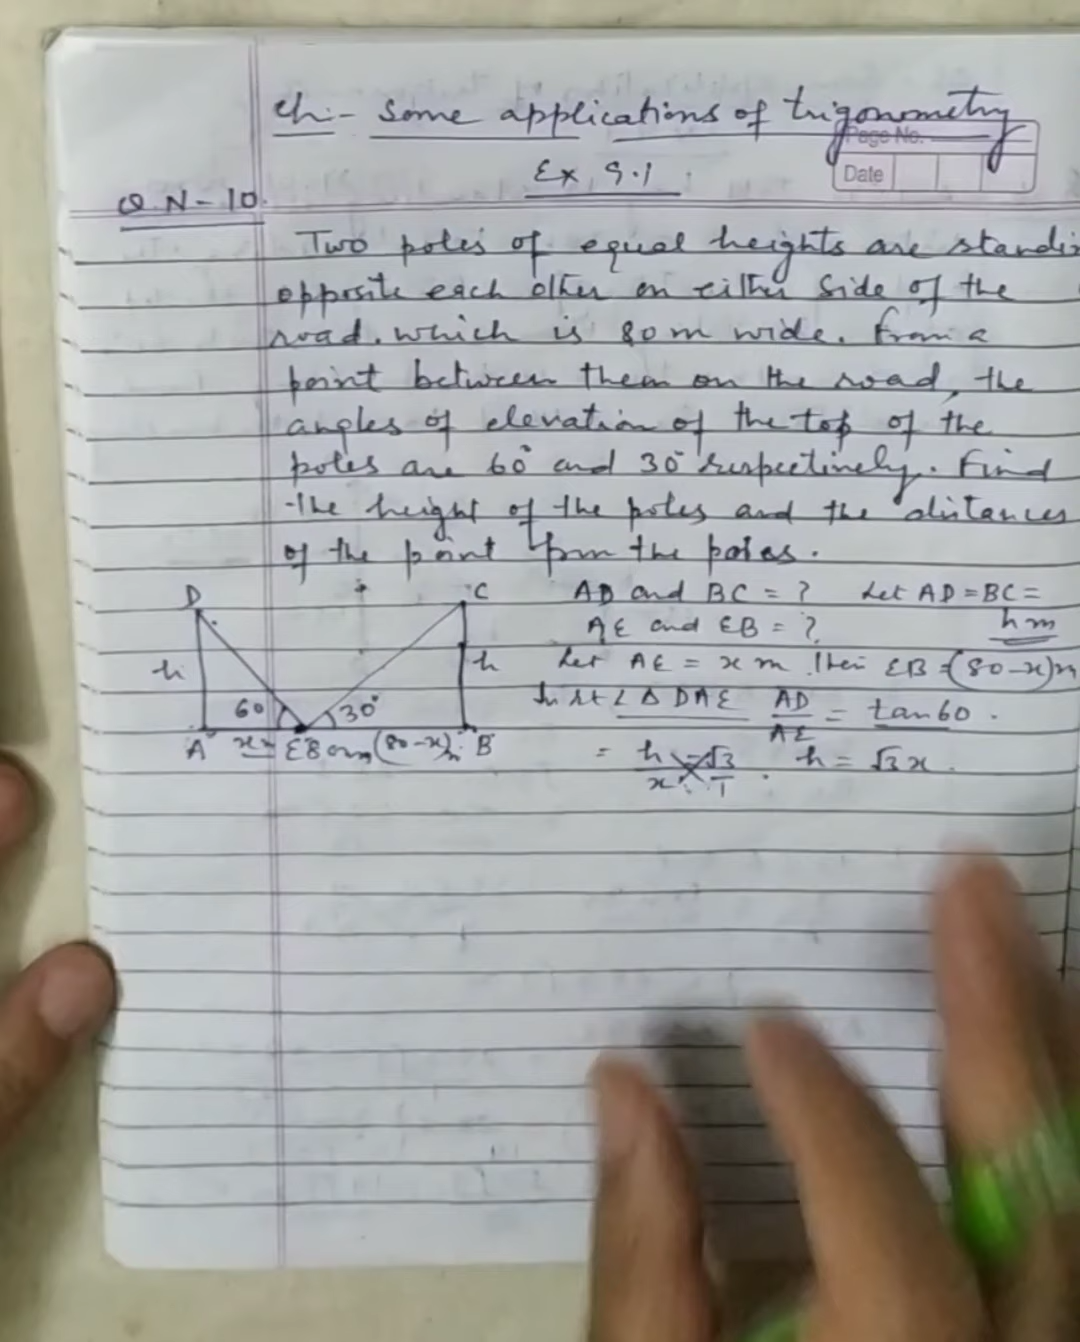 Ch:- Some applications of trigonometry
Page No.
Date
Ex 9.1
Q.N-10.
Two poles of equal heights are standi
opposite each other on either side of the
road. which is 80m wide. From a
point between them on the road, the
angles of elevation of the top of the
poles are 60° and 30° respectively. Find
the height of the poles and the distances
of the point from the poles.
D C
AD and BC = ? Let AD = BC =
h m
AE and EB = ?
h h
Let AE = x m. Then EB = (80-x)m
In rt ∠ Δ DAE AD/AE = tan 60.
60 30°
A x E 80m (80-x)m B
= h/x = √3/1. h = √3x.